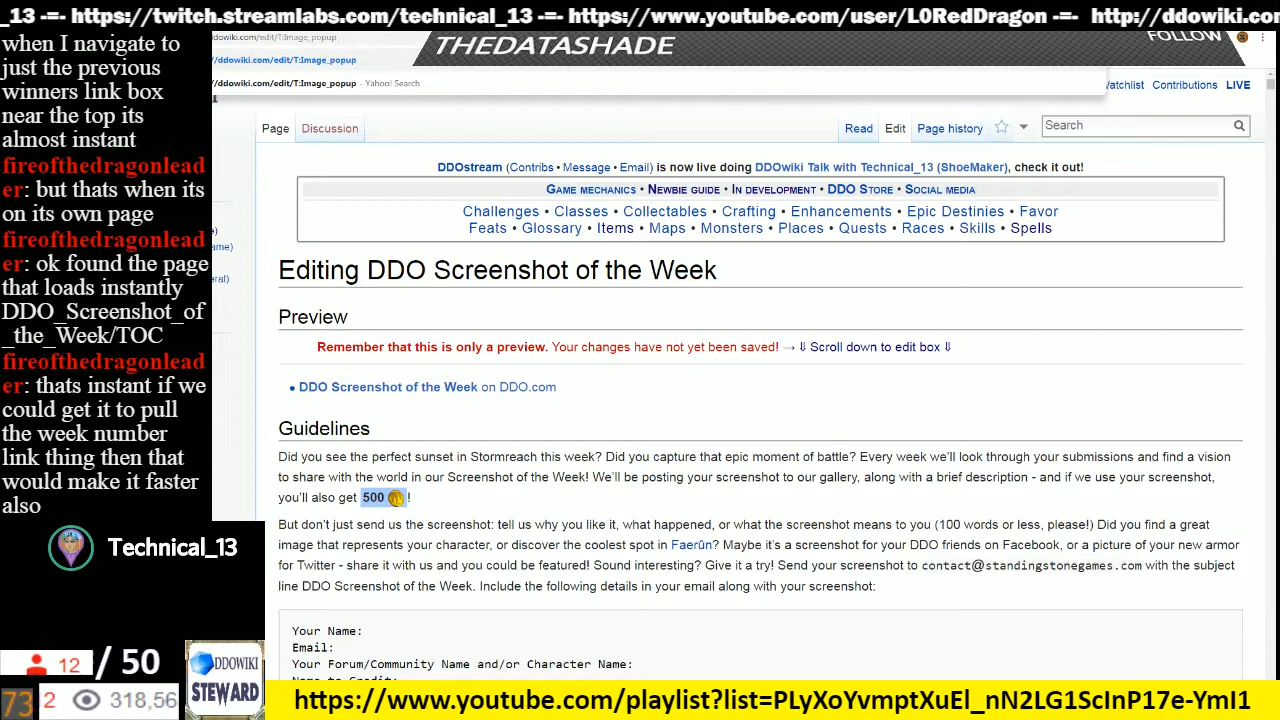 _13 -=- https://twitch.streamlabs.com/technical_13 -=- https://www.youtube.com/user/L0RedDragon -=- http://ddowiki.com
when I navigate to
just the previous
winners link box
near the top its
almost instant
fireofthedragonlead
er: but thats when its
on its own page
fireofthedragonlead
er: ok found the page
that loads instantly
DDO_Screenshot_of
_the_Week/TOC
fireofthedragonlead
er: thats instant if we
could get it to pull
the week number
link thing then that
would make it faster
also
Technical_13
12 / 50
DDOWIKI
STEWARD
73 2 318,56
ddowiki.com/edit/T:Image_popup
//ddowiki.com/edit/T:Image_popup
//ddowiki.com/edit/T:Image_popup - Yahoo! Search
THEDATASHADE
FOLLOW
Watchlist Contributions LIVE
Page Discussion Read Edit Page history Search
DDOstream (Contribs • Message • Email) is now live doing DDOwiki Talk with Technical_13 (ShoeMaker), check it out!
GAME MECHANICS • NEWBIE GUIDE • IN DEVELOPMENT • DDO STORE • SOCIAL MEDIA
Challenges • Classes • Collectables • Crafting • Enhancements • Epic Destinies • Favor
Feats • Glossary • Items • Maps • Monsters • Places • Quests • Races • Skills • Spells
Editing DDO Screenshot of the Week
Preview
Remember that this is only a preview. Your changes have not yet been saved! → ⇓ Scroll down to edit box ⇓
• DDO Screenshot of the Week on DDO.com
Guidelines
Did you see the perfect sunset in Stormreach this week? Did you capture that epic moment of battle? Every week we'll look through your submissions and find a vision
to share with the world in our Screenshot of the Week! We'll be posting your screenshot to our gallery, along with a brief description - and if we use your screenshot,
you'll also get 500 !
But don't just send us the screenshot: tell us why you like it, what happened, or what the screenshot means to you (100 words or less, please!) Did you find a great
image that represents your character, or discover the coolest spot in Faerûn? Maybe it's a screenshot for your DDO friends on Facebook, or a picture of your new armor
for Twitter - share it with us and you could be featured! Sound interesting? Give it a try! Send your screenshot to contact@standingstonegames.com with the subject
line DDO Screenshot of the Week. Include the following details in your email along with your screenshot:
Your Name:
Email:
Your Forum/Community Name and/or Character Name:
Name to Credit:
https://www.youtube.com/playlist?list=PLyXoYvmptXuEl_nN2LG1ScInP17e-YmI1